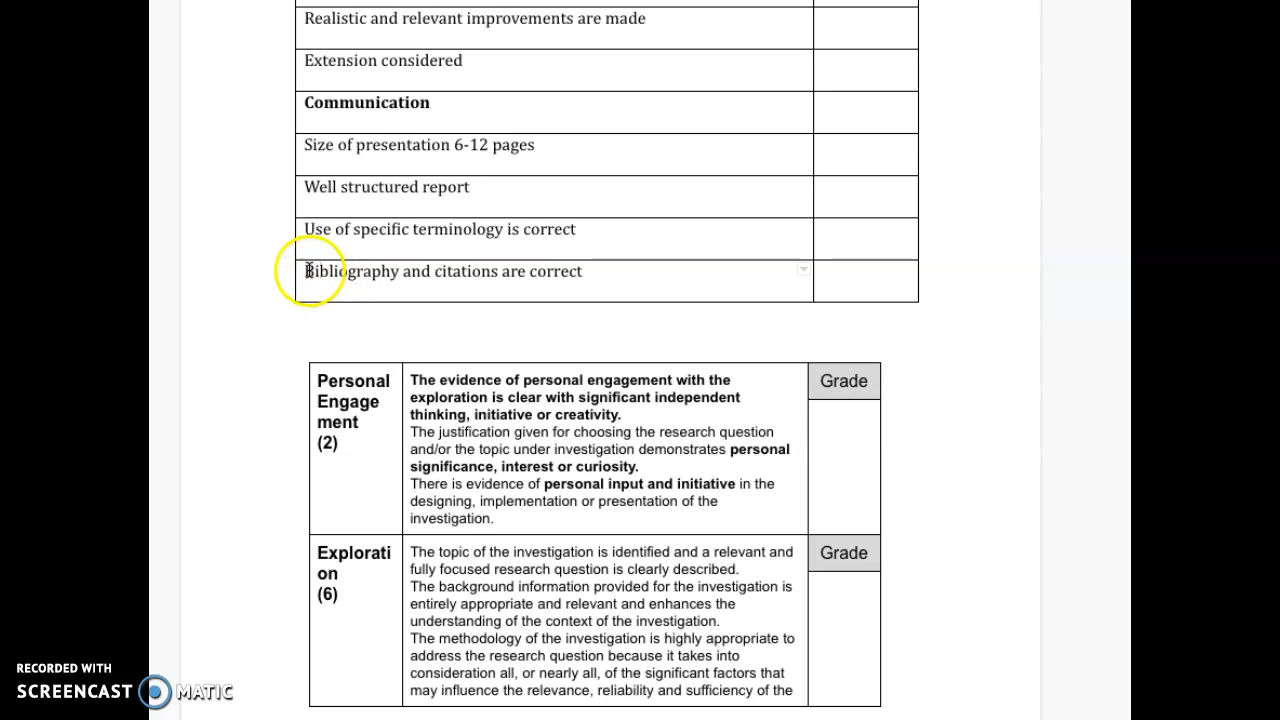 Realistic and relevant improvements are made
Extension considered
Communication
Size of presentation 6-12 pages
Well structured report
Use of specific terminology is correct
Bibliography and citations are correct
Personal
Engage
ment
(2)
The evidence of personal engagement with the
exploration is clear with significant independent
thinking, initiative or creativity.
The justification given for choosing the research question
and/or the topic under investigation demonstrates personal
significance, interest or curiosity.
There is evidence of personal input and initiative in the
designing, implementation or presentation of the
investigation.
Grade
Explorati
on
(6)
The topic of the investigation is identified and a relevant and
fully focused research question is clearly described.
The background information provided for the investigation is
entirely appropriate and relevant and enhances the
understanding of the context of the investigation.
The methodology of the investigation is highly appropriate to
address the research question because it takes into
consideration all, or nearly all, of the significant factors that
may influence the relevance, reliability and sufficiency of the
Grade
RECORDED WITH
SCREENCAST MATIC